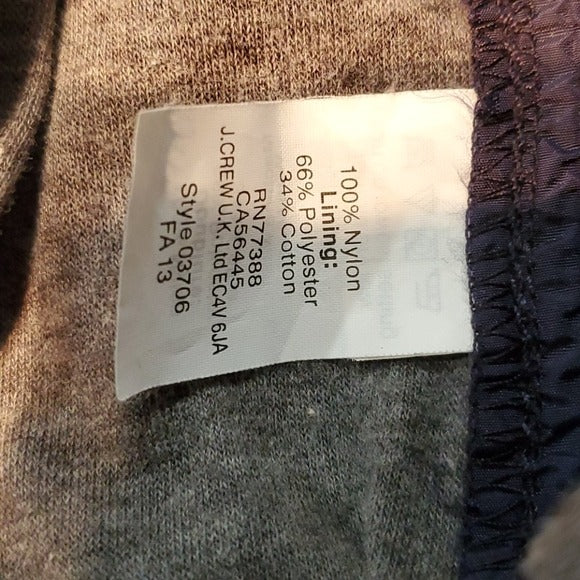 100% Nylon
Lining:
66% Polyester
34% Cotton
RN77388
CA56445
J.CREW U.K. Ltd EC4V 6JA
Style 03706
FA 13